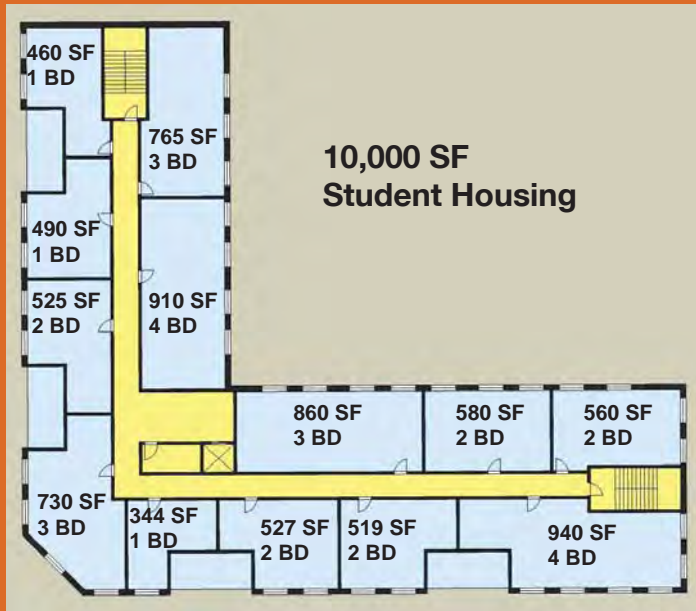 460 SF
1 BD
765 SF
3 BD
10,000 SF
Student Housing
490 SF
1 BD
525 SF
2 BD
910 SF
4 BD
860 SF
3 BD
580 SF
2 BD
560 SF
2 BD
730 SF
3 BD
344 SF
1 BD
527 SF
2 BD
519 SF
2 BD
940 SF
4 BD